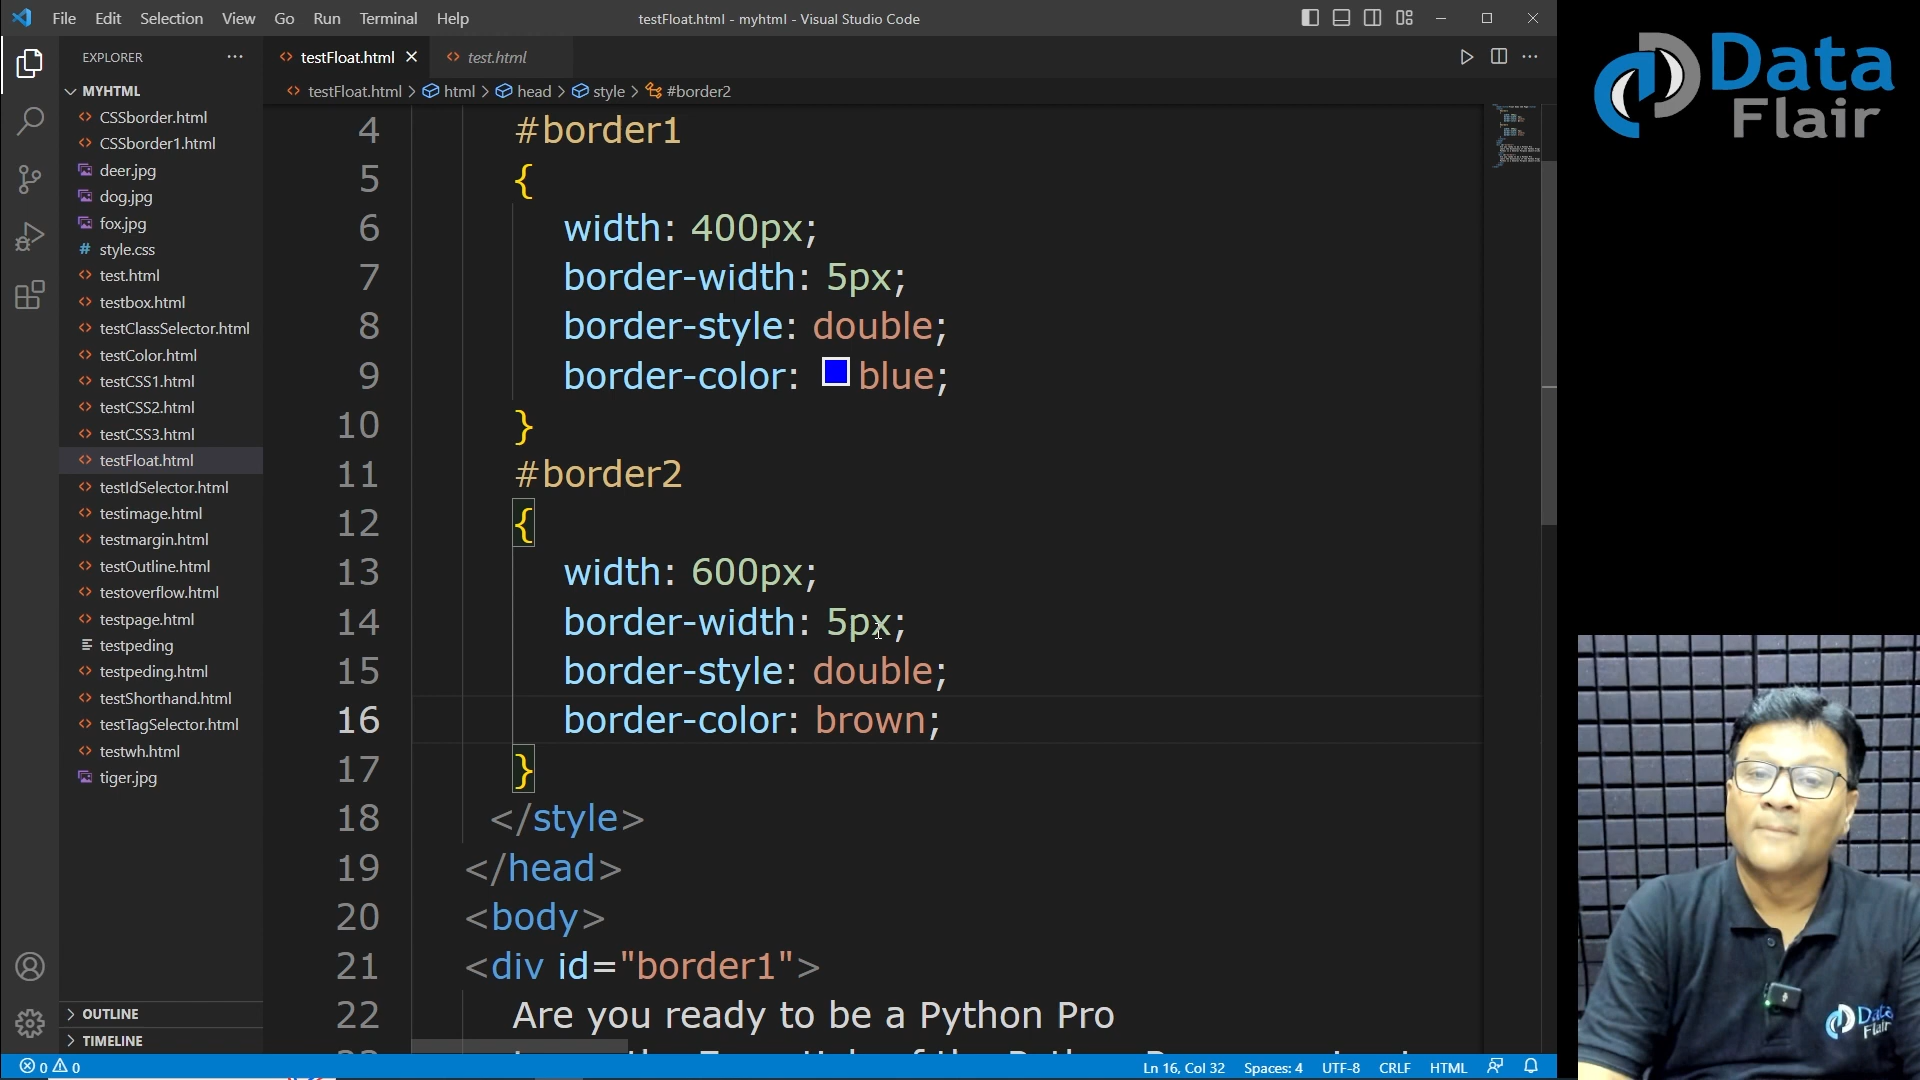 File Edit Selection View Go Run Terminal Help
testFloat.html - myhtml - Visual Studio Code
EXPLORER
MYHTML
CSSborder.html
CSSborder1.html
deer.jpg
dog.jpg
fox.jpg
# style.css
test.html
testbox.html
testClassSelector.html
testColor.html
testCSS1.html
testCSS2.html
testCSS3.html
testFloat.html
testIdSelector.html
testimage.html
testmargin.html
testOutline.html
testoverflow.html
testpage.html
testpeding
testpeding.html
testShorthand.html
testTagSelector.html
testwh.html
tiger.jpg
OUTLINE
TIMELINE
testFloat.html test.html
testFloat.html > html > head > style > #border2
4 #border1
5 {
6 width: 400px;
7 border-width: 5px;
8 border-style: double;
9 border-color: blue;
10 }
11 #border2
12 {
13 width: 600px;
14 border-width: 5px;
15 border-style: double;
16 border-color: brown;
17 }
18 </style>
19 </head>
20 <body>
21 <div id="border1">
22 Are you ready to be a Python Pro
0 0
Ln 16, Col 32 Spaces: 4 UTF-8 CRLF HTML
Data
Flair
Data
Flair